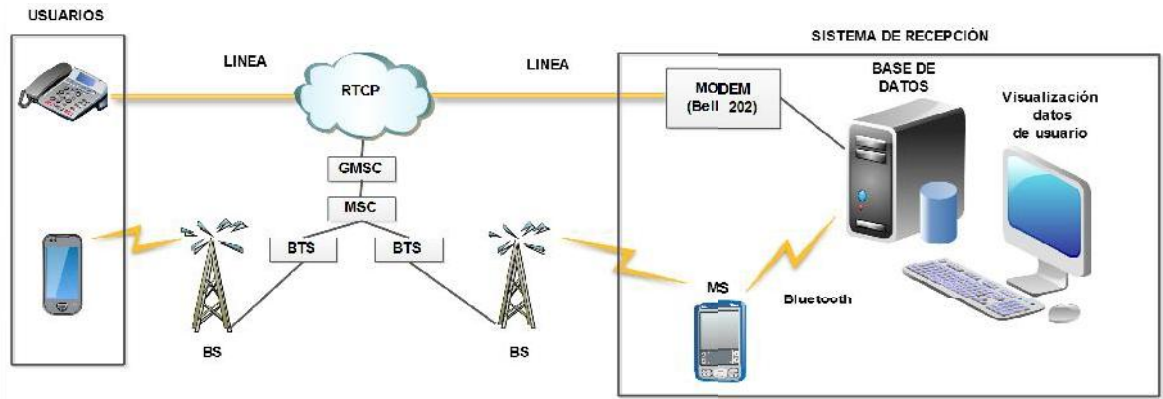 USUARIOS
SISTEMA DE RECEPCIÓN
LINEA
LINEA
RTCP
MODEM
(Bell 202)
BASE DE
DATOS
Visualización
datos
de usuario
GMSC
MSC
BTS
BTS
BS
BS
MS
Bluetooth